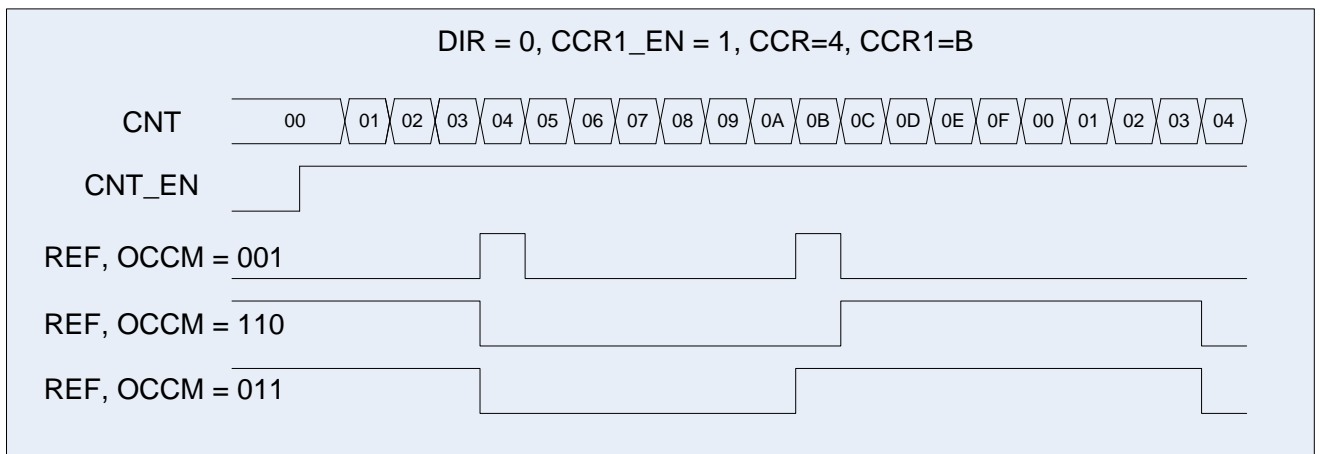 DIR = 0, CCR1_EN = 1, CCR=4, CCR1=B
CNT 00 01 02 03 04 05 06 07 08 09 0A 0B 0C 0D 0E 0F 00 01 02 03 04
CNT_EN
REF, OCCM = 001
REF, OCCM = 110
REF, OCCM = 011